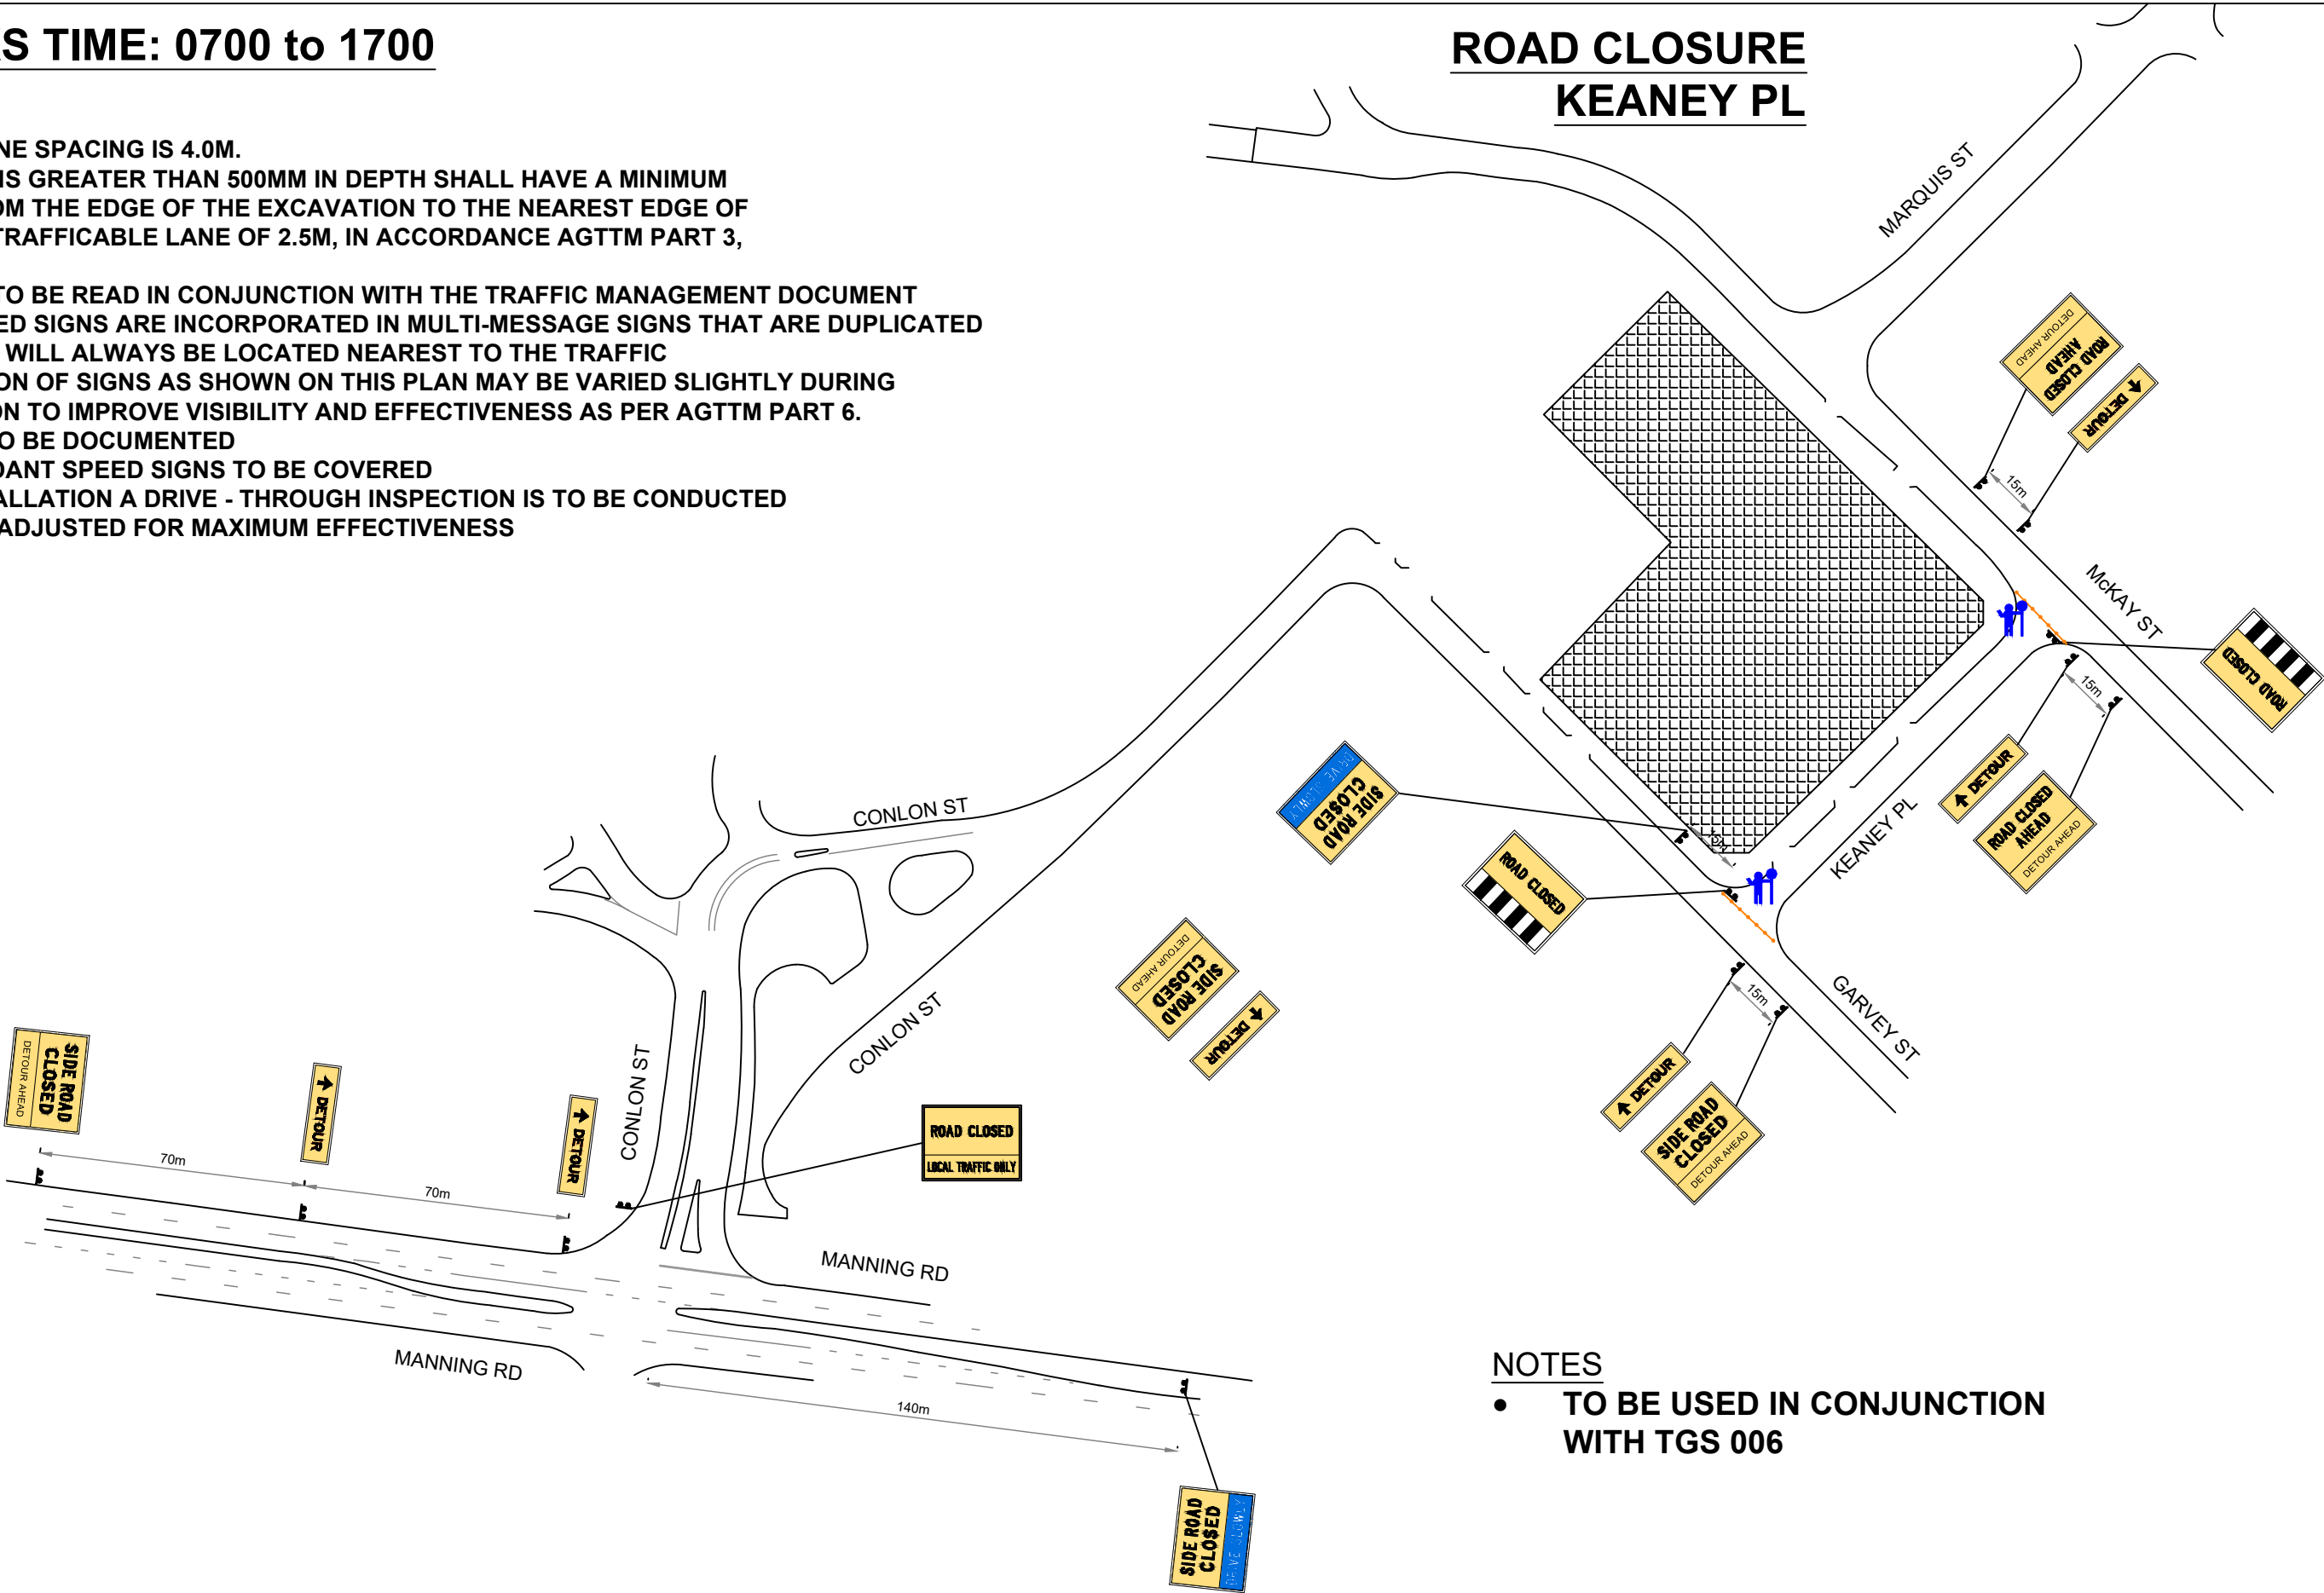 S TIME: 0700 to 1700
ROAD CLOSURE
KEANEY PL
NE SPACING IS 4.0M.
IS GREATER THAN 500MM IN DEPTH SHALL HAVE A MINIMUM
OM THE EDGE OF THE EXCAVATION TO THE NEAREST EDGE OF
TRAFFICABLE LANE OF 2.5M, IN ACCORDANCE AGTTM PART 3,
TO BE READ IN CONJUNCTION WITH THE TRAFFIC MANAGEMENT DOCUMENT
ED SIGNS ARE INCORPORATED IN MULTI-MESSAGE SIGNS THAT ARE DUPLICATED
WILL ALWAYS BE LOCATED NEAREST TO THE TRAFFIC
ON OF SIGNS AS SHOWN ON THIS PLAN MAY BE VARIED SLIGHTLY DURING
ON TO IMPROVE VISIBILITY AND EFFECTIVENESS AS PER AGTTM PART 6.
O BE DOCUMENTED
DANT SPEED SIGNS TO BE COVERED
ALLATION A DRIVE - THROUGH INSPECTION IS TO BE CONDUCTED
ADJUSTED FOR MAXIMUM EFFECTIVENESS
MARQUIS ST
ROAD CLOSED
AHEAD
DETOUR AHEAD
DETOUR
15m
McKAY ST
ROAD CLOSED
15m
DETOUR
ROAD CLOSED
AHEAD
DETOUR AHEAD
KEANEY PL
SIDE ROAD
CLOSED
DRIVE SLOWLY
15m
ROAD CLOSED
CONLON ST
SIDE ROAD
CLOSED
DETOUR AHEAD
DETOUR
15m
GARVEY ST
DETOUR
SIDE ROAD
CLOSED
DETOUR AHEAD
CONLON ST
CONLON ST
SIDE ROAD
CLOSED
DETOUR AHEAD
DETOUR
DETOUR
ROAD CLOSED
LOCAL TRAFFIC ONLY
70m
70m
MANNING RD
MANNING RD
140m
SIDE ROAD
CLOSED
DRIVE SLOWLY
NOTES
● TO BE USED IN CONJUNCTION
WITH TGS 006